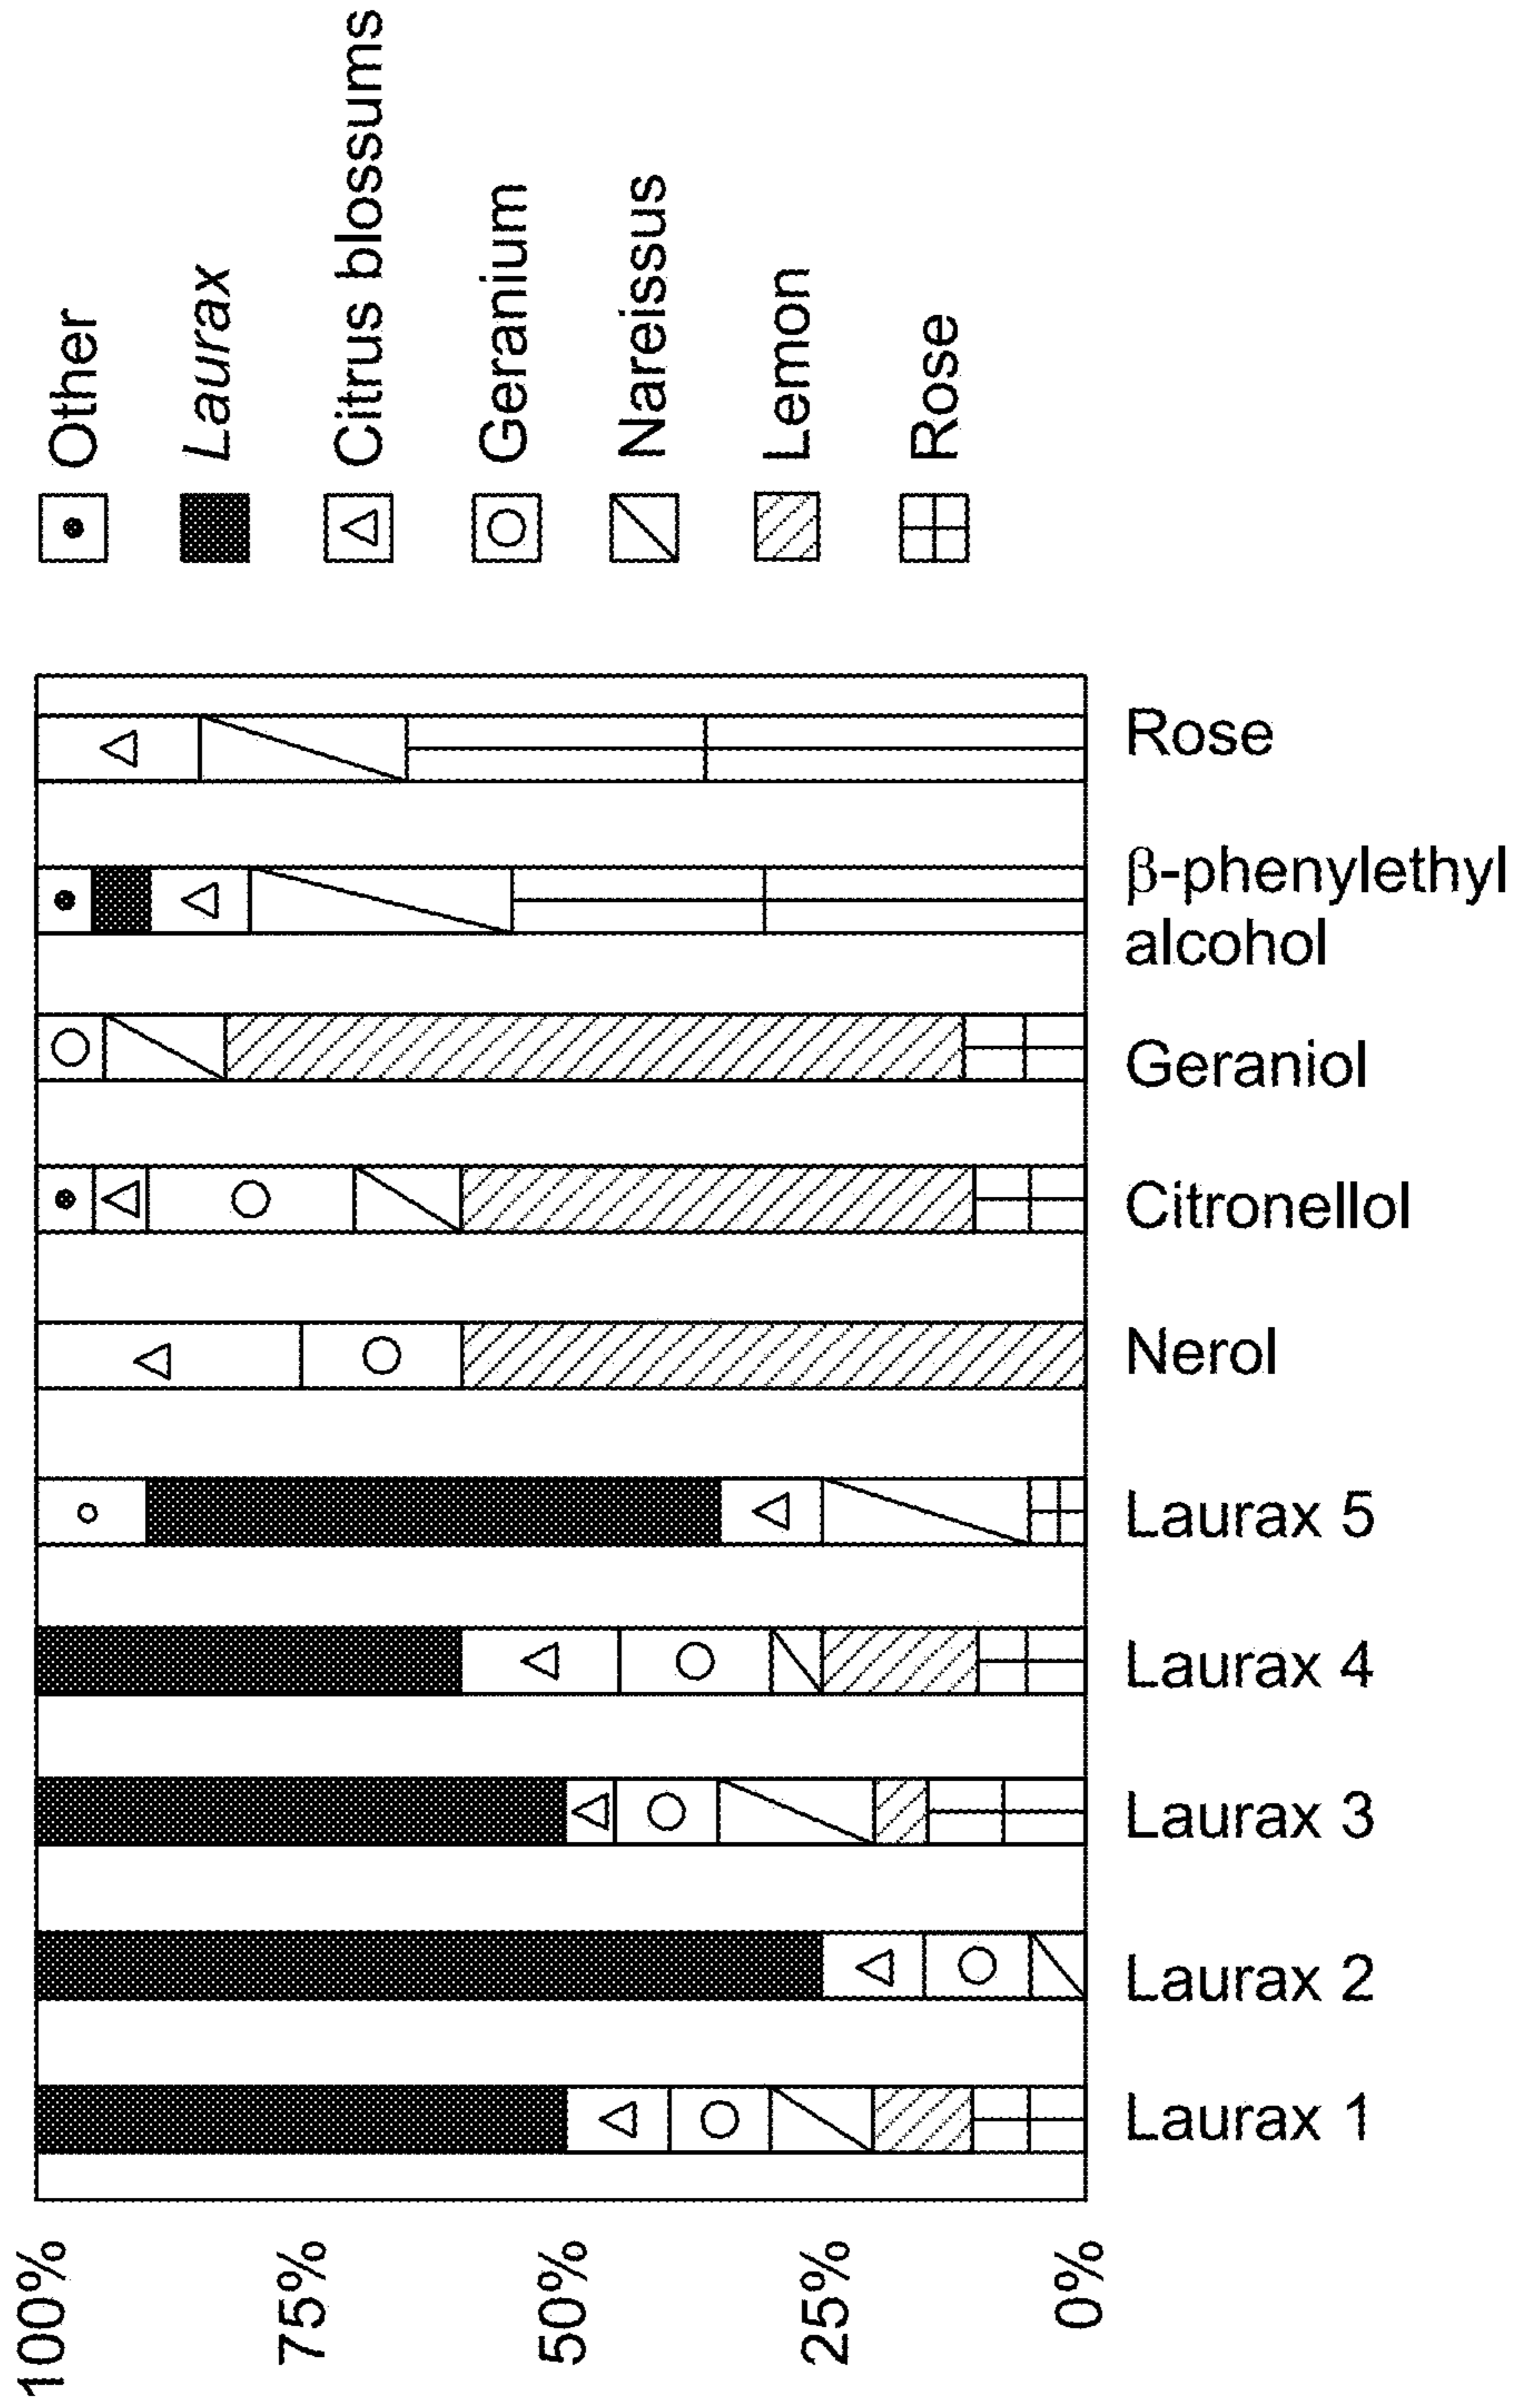 Other
Laurax
Citrus blossums
Geranium
Nareissus
Lemon
Rose
100%
75%
50%
25%
0%
Laurax 1
Laurax 2
Laurax 3
Laurax 4
Laurax 5
Nerol
Citronellol
Geraniol
β-phenylethyl
alcohol
Rose